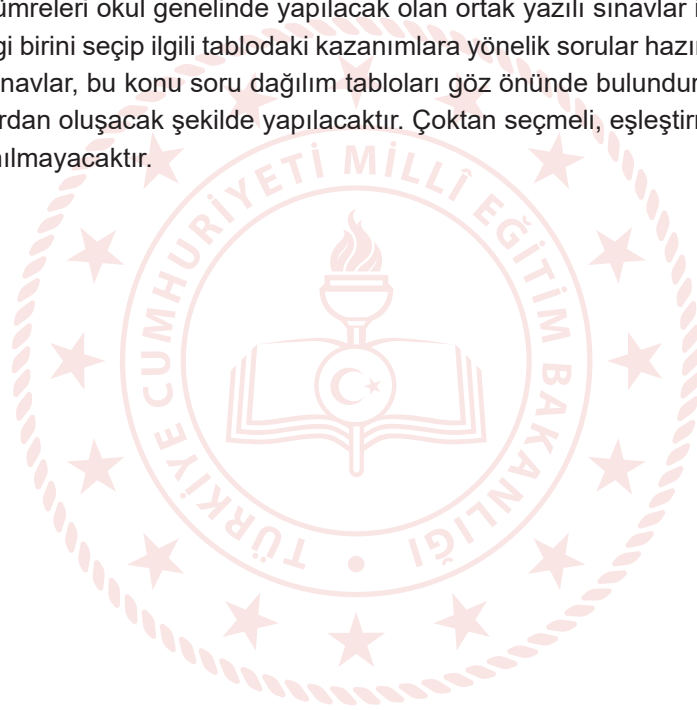 ümreleri okul genelinde yapılacak olan ortak yazılı sınavlar i
gi birini seçip ilgili tablodaki kazanımlara yönelik sorular hazı
ınavlar, bu konu soru dağılım tabloları göz önünde bulundur
rdan oluşacak şekilde yapılacaktır. Çoktan seçmeli, eşleştir
nılmayacaktır.
TÜRKİYE CUMHURİYETİ MİLLÎ EĞİTİM BAKANLIĞI